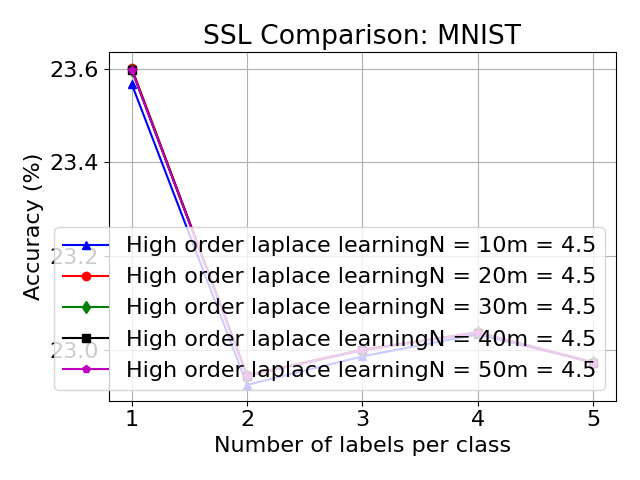 SSL Comparison: MNIST
23.6
23.4
23.2
23.0
Accuracy (%)
High order laplace learningN = 10m = 4.5
High order laplace learningN = 20m = 4.5
High order laplace learningN = 30m = 4.5
High order laplace learningN = 40m = 4.5
High order laplace learningN = 50m = 4.5
1 2 3 4 5
Number of labels per class